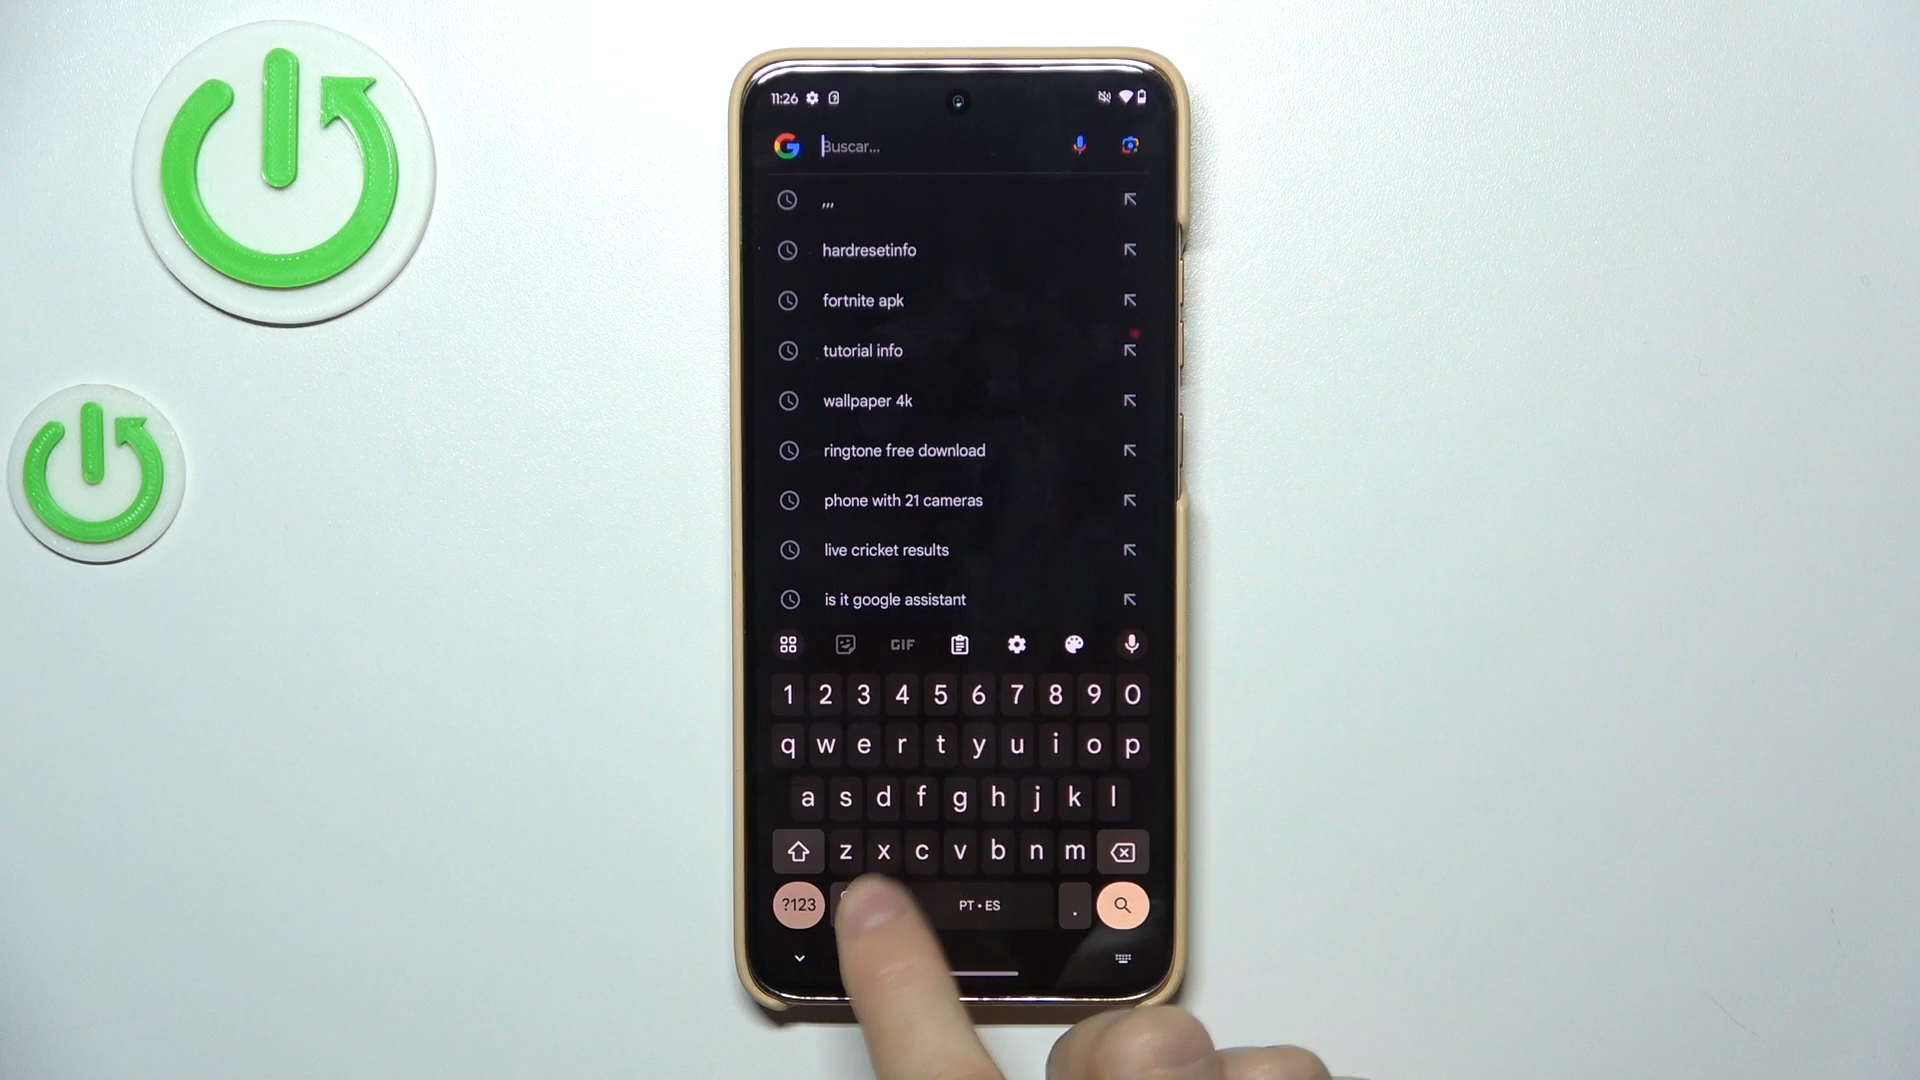 11:26
Buscar...
,,,
hardresetinfo
fortnite apk
tutorial info
wallpaper 4k
ringtone free download
phone with 21 cameras
live cricket results
is it google assistant
GIF
1 2 3 4 5 6 7 8 9 0
q w e r t y u i o p
a s d f g h j k l
z x c v b n m
?123 PT • ES .